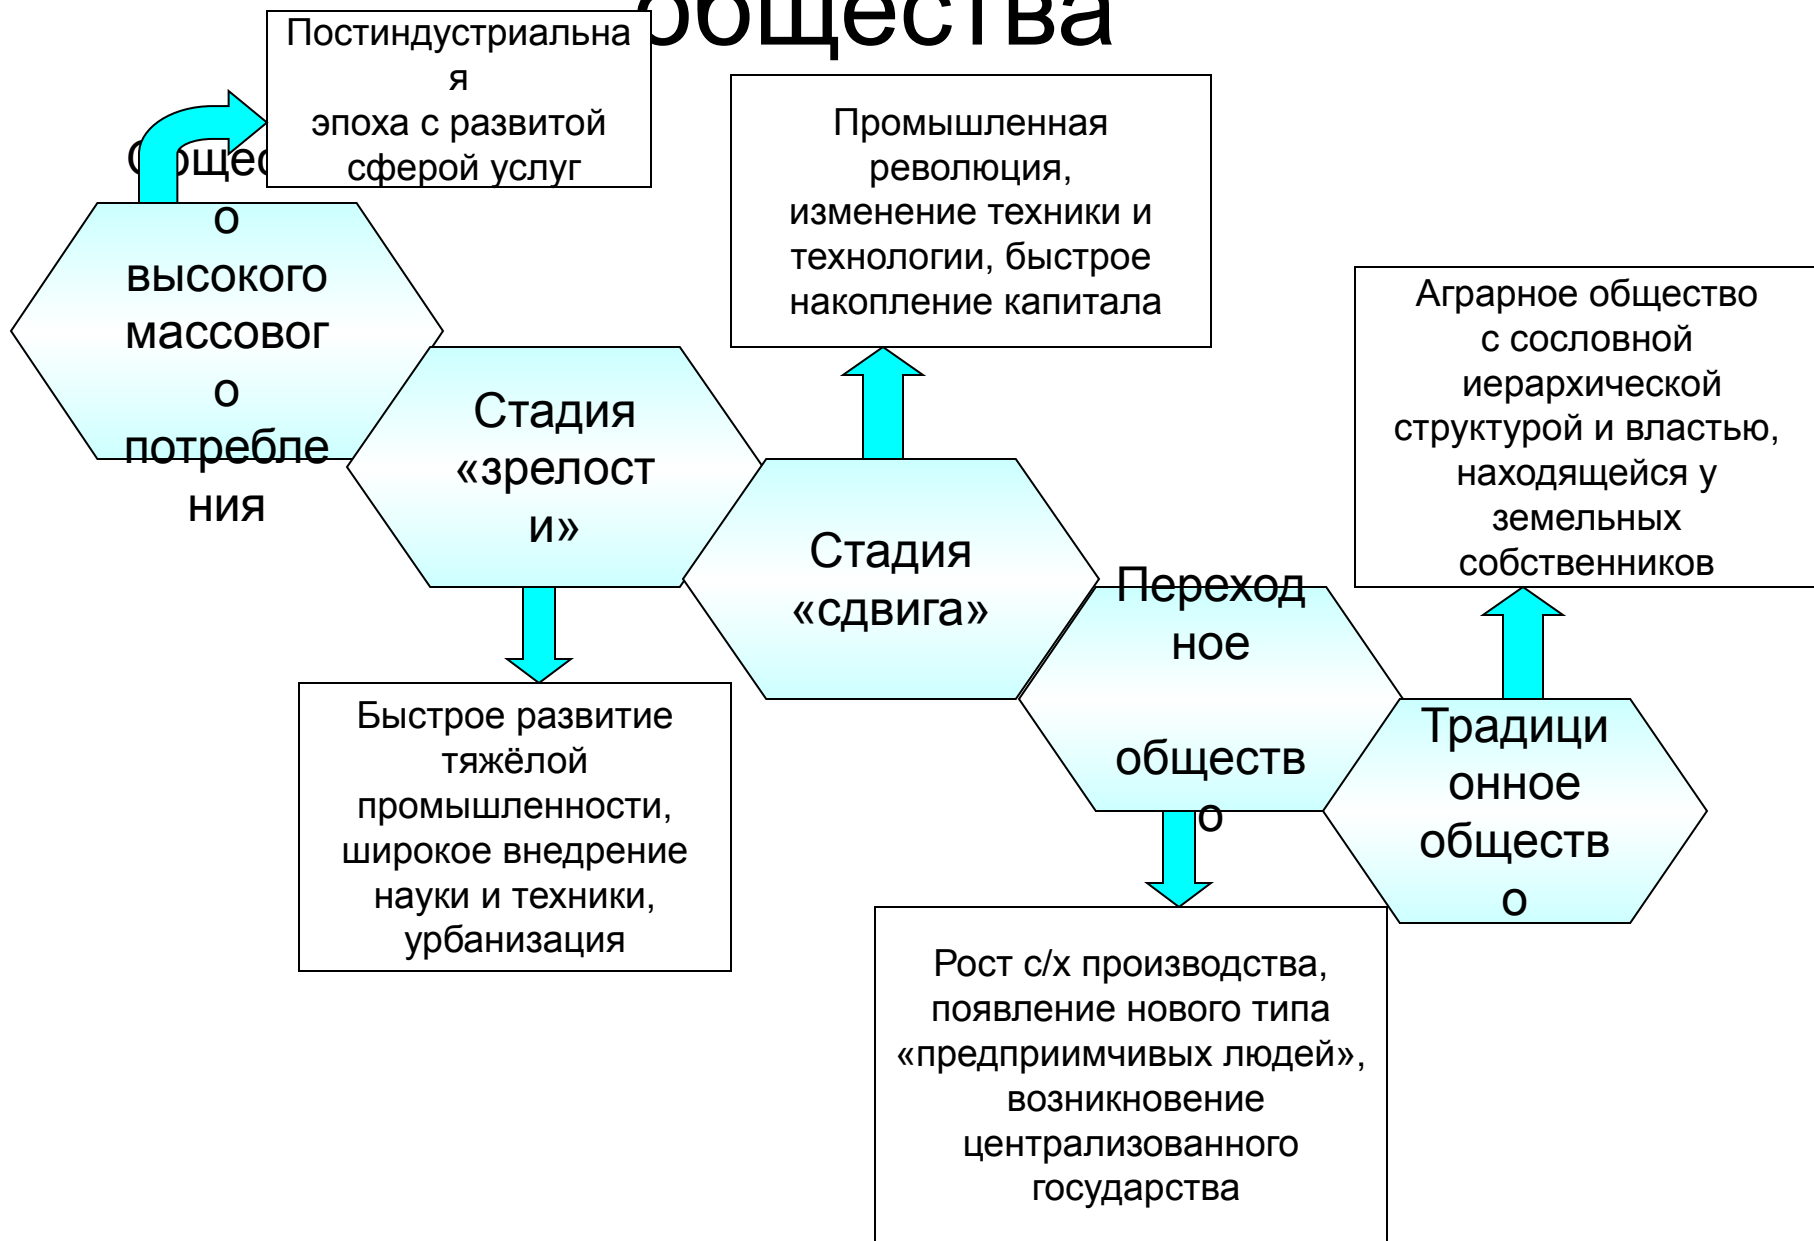 общества
Постиндустриальна
я
эпоха с развитой
сферой услуг
о
высокого
массовог
о
потребле
ния
Промышленная
революция,
изменение техники и
технологии, быстрое
накопление капитала
Стадия
«зрелост
и»
Стадия
«сдвига»
Аграрное общество
с сословной
иерархической
структурой и властью,
находящейся у
земельных
собственников
Переход
ное
обществ
о
Традици
онное
обществ
о
Быстрое развитие
тяжёлой
промышленности,
широкое внедрение
науки и техники,
урбанизация
Рост с/х производства,
появление нового типа
«предприимчивых людей»,
возникновение
централизованного
государства